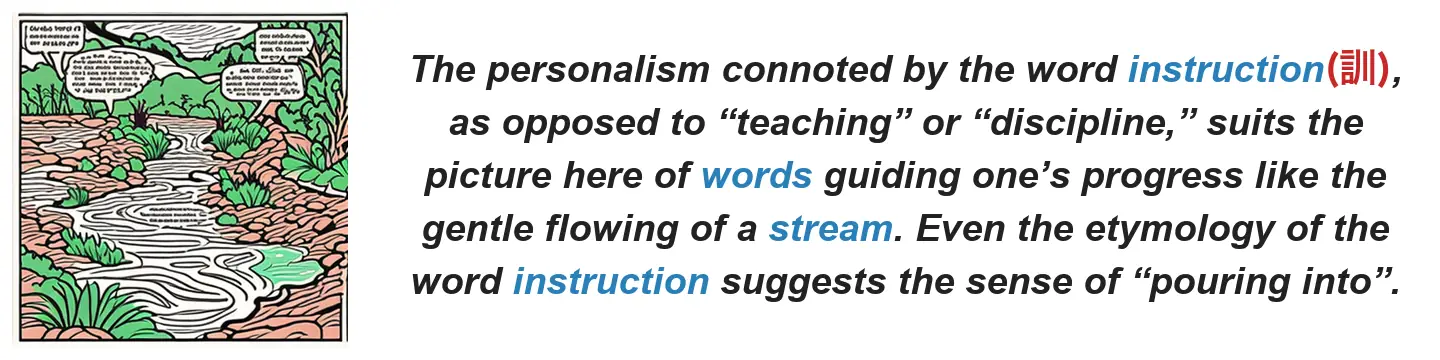 The personalism connoted by the word instruction(訓),
as opposed to “teaching” or “discipline,” suits the
picture here of words guiding one’s progress like the
gentle flowing of a stream. Even the etymology of the
word instruction suggests the sense of “pouring into”.